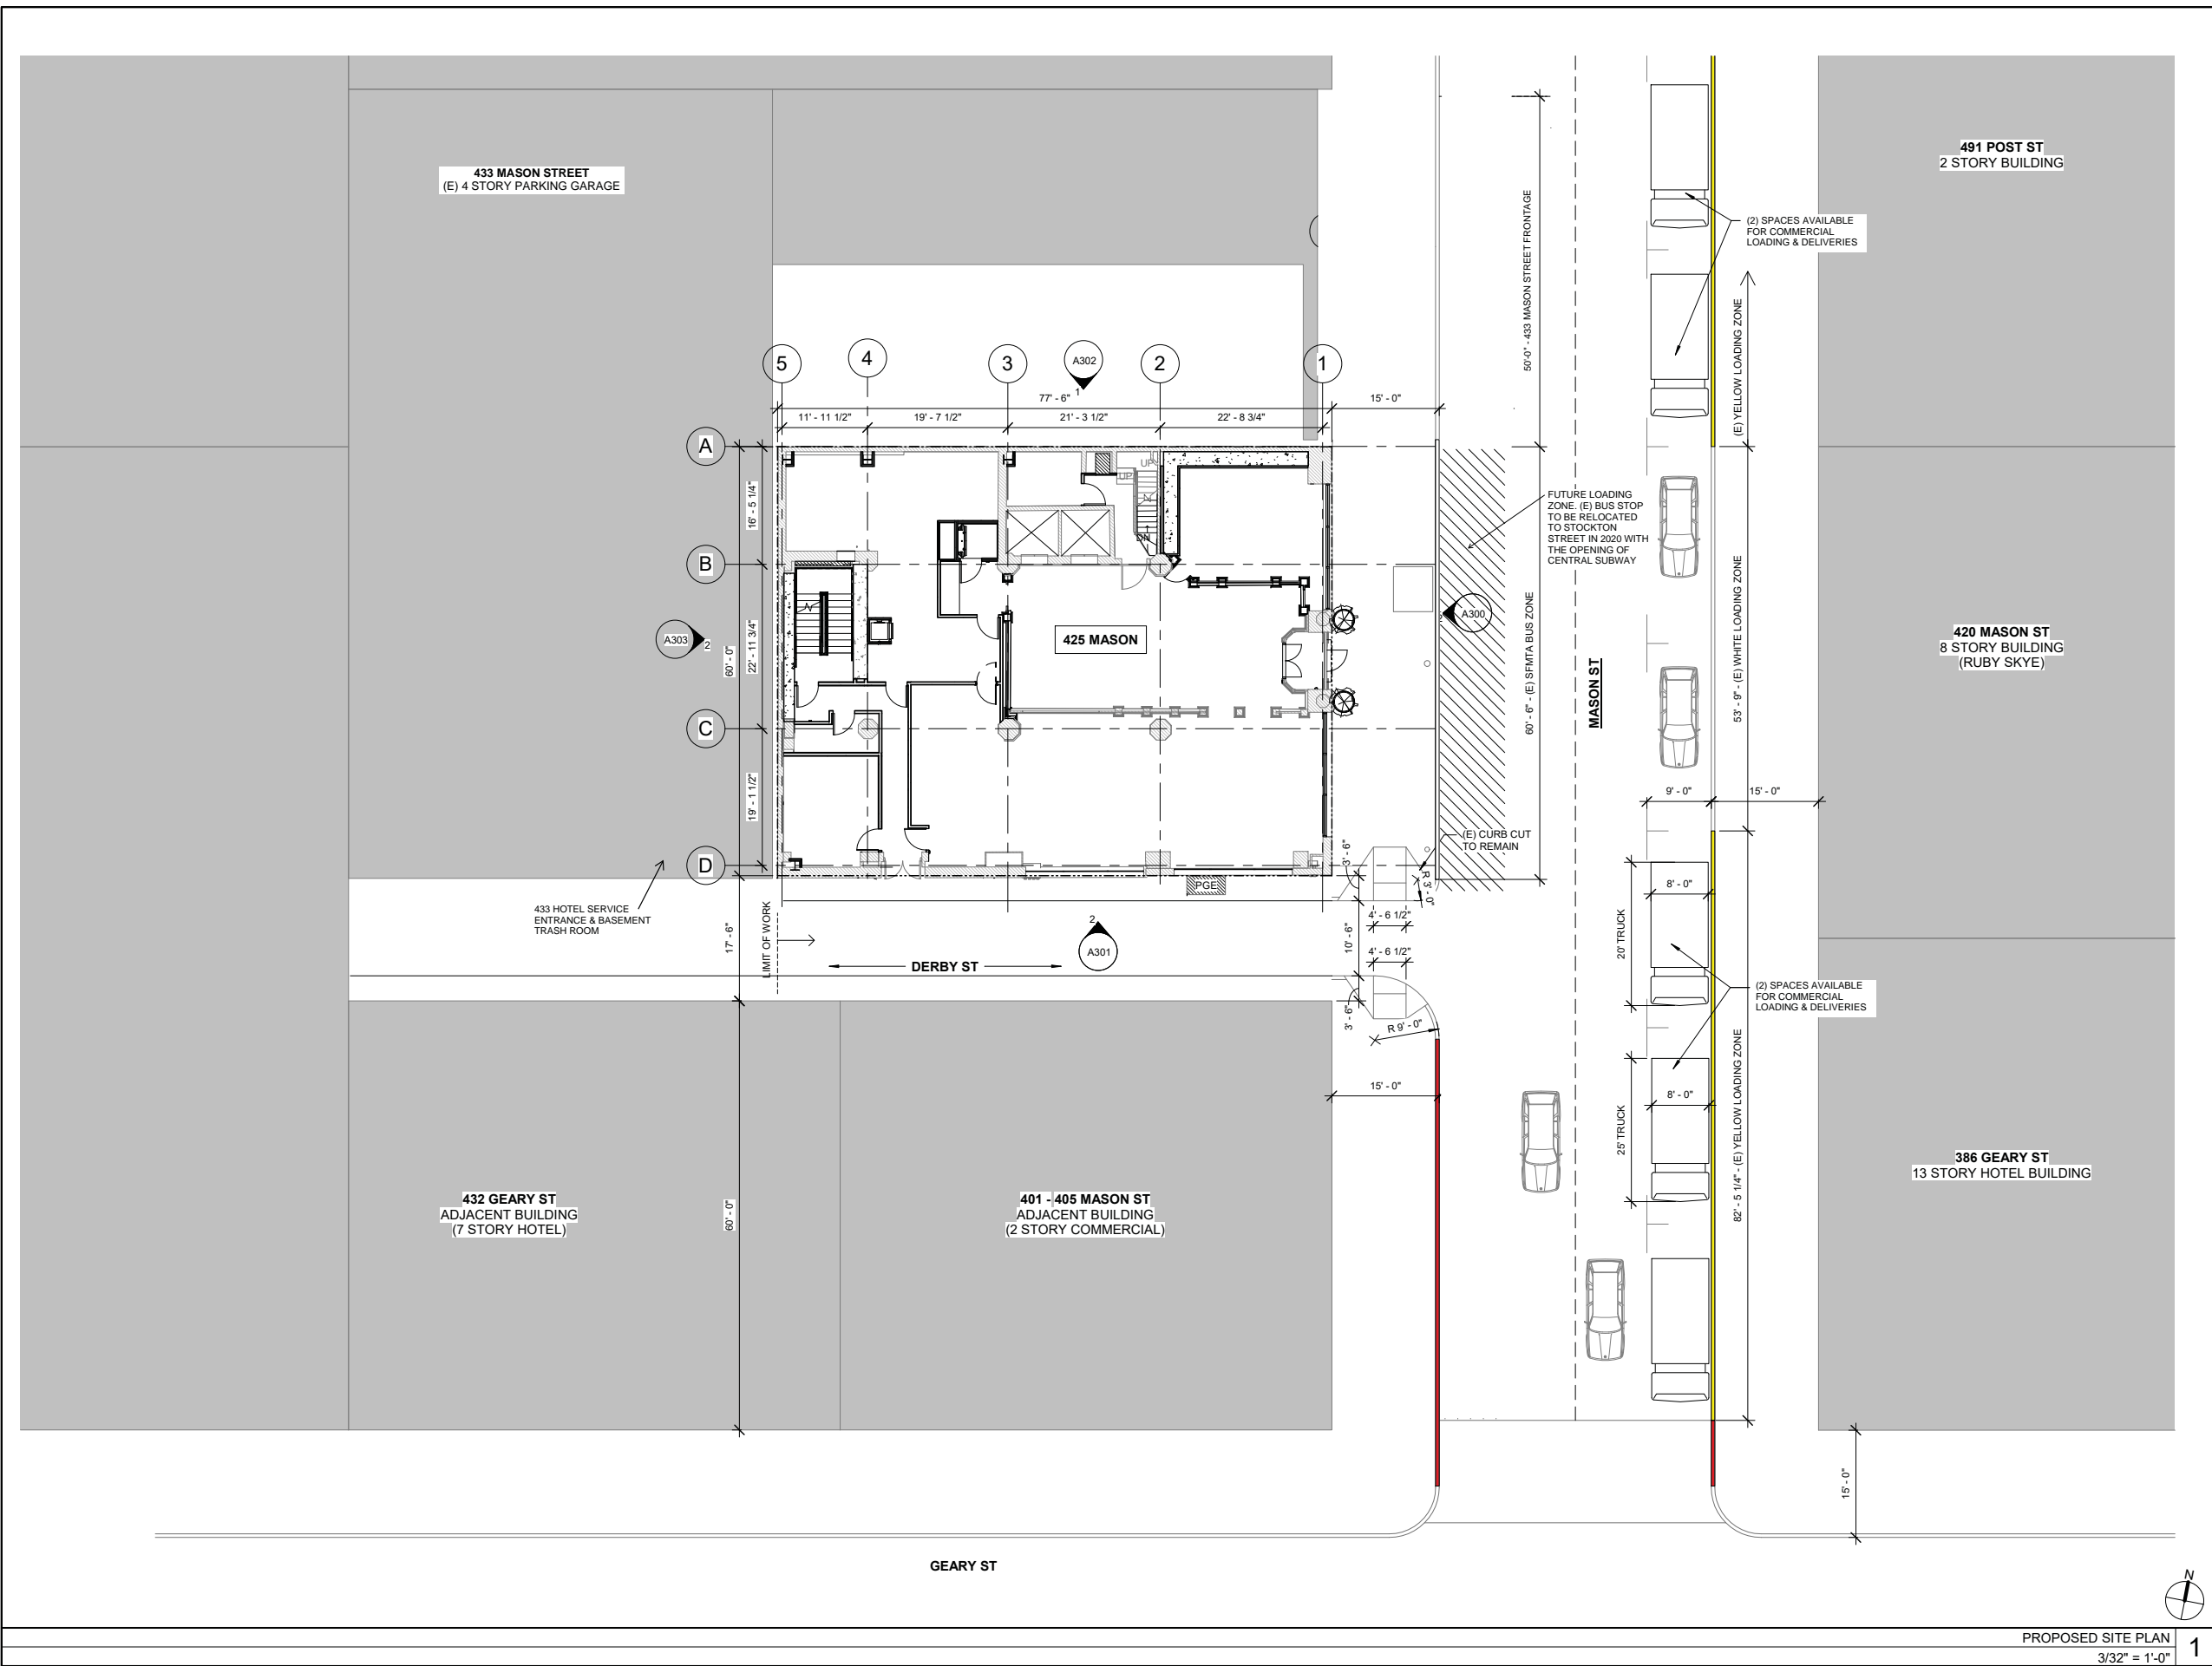 433 MASON STREET
(E) 4 STORY PARKING GARAGE
491 POST ST
2 STORY BUILDING
(2) SPACES AVAILABLE
FOR COMMERCIAL
LOADING & DELIVERIES
50'-0" - 433 MASON STREET FRONTAGE
(E) YELLOW LOADING ZONE
5
4
3
A302
1
2
1
77' - 6"
15' - 0"
11' - 11 1/2"
19' - 7 1/2"
21' - 3 1/2"
22' - 8 3/4"
A
B
C
D
16' - 5 1/4"
22' - 11 3/4"
19' - 1 1/2"
60' - 0"
UP
UP
DN
A303
2
425 MASON
A300
FUTURE LOADING
ZONE. (E) BUS STOP
TO BE RELOCATED
TO STOCKTON
STREET IN 2020 WITH
THE OPENING OF
CENTRAL SUBWAY
60' - 6" - (E) SFMTA BUS ZONE
MASON ST
53' - 9" - (E) WHITE LOADING ZONE
420 MASON ST
8 STORY BUILDING
(RUBY SKYE)
9' - 0"
15' - 0"
(E) CURB CUT
TO REMAIN
3' - 6"
R 3' - 0"
PGE
433 HOTEL SERVICE
ENTRANCE & BASEMENT
TRASH ROOM
17' - 6"
LIMIT OF WORK
2
A301
DERBY ST
10' - 6"
4' - 6 1/2"
4' - 6 1/2"
3' - 6"
R 9' - 0"
15' - 0"
8' - 0"
20' TRUCK
(2) SPACES AVAILABLE
FOR COMMERCIAL
LOADING & DELIVERIES
8' - 0"
25' TRUCK
82' - 5 1/4" - (E) YELLOW LOADING ZONE
386 GEARY ST
13 STORY HOTEL BUILDING
432 GEARY ST
ADJACENT BUILDING
(7 STORY HOTEL)
60' - 0"
401 - 405 MASON ST
ADJACENT BUILDING
(2 STORY COMMERCIAL)
15' - 0"
GEARY ST
N
PROPOSED SITE PLAN
3/32" = 1'-0"
1